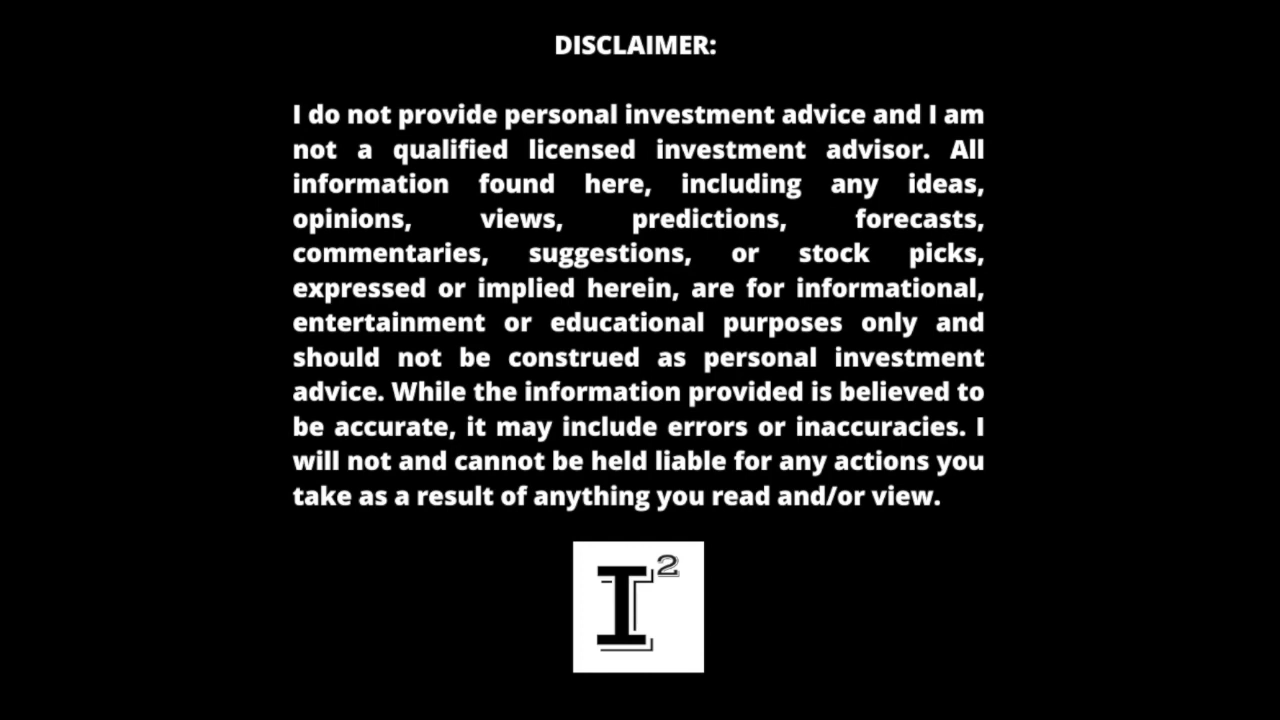 DISCLAIMER:
I do not provide personal investment advice and I am
not a qualified licensed investment advisor. All
information found here, including any ideas,
opinions, views, predictions, forecasts,
commentaries, suggestions, or stock picks,
expressed or implied herein, are for informational,
entertainment or educational purposes only and
should not be construed as personal investment
advice. While the information provided is believed to
be accurate, it may include errors or inaccuracies. I
will not and cannot be held liable for any actions you
take as a result of anything you read and/or view.
I²